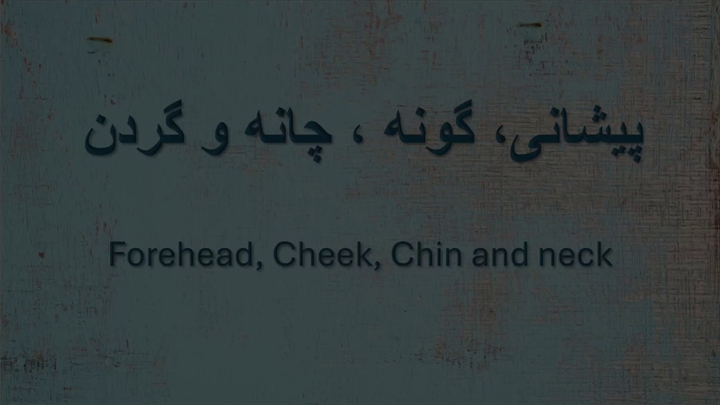 پیشانی، گونه ، چانه و گردن
Forehead, Cheek, Chin and neck